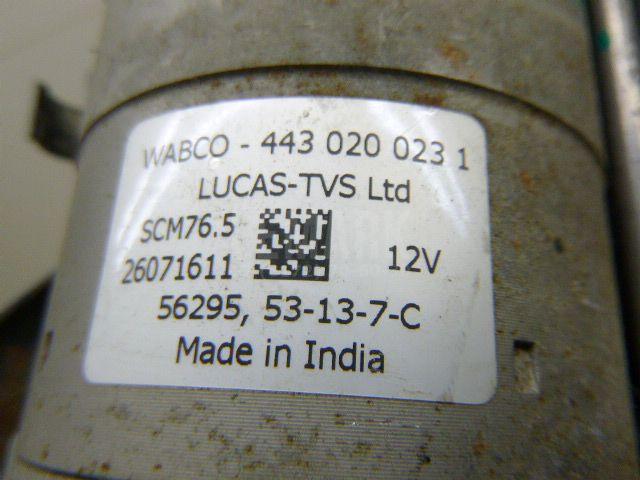 WABCO - 443 020 023 1
LUCAS-TVS Ltd
SCM76.5
26071611
12V
56295, 53-13-7-C
Made in India